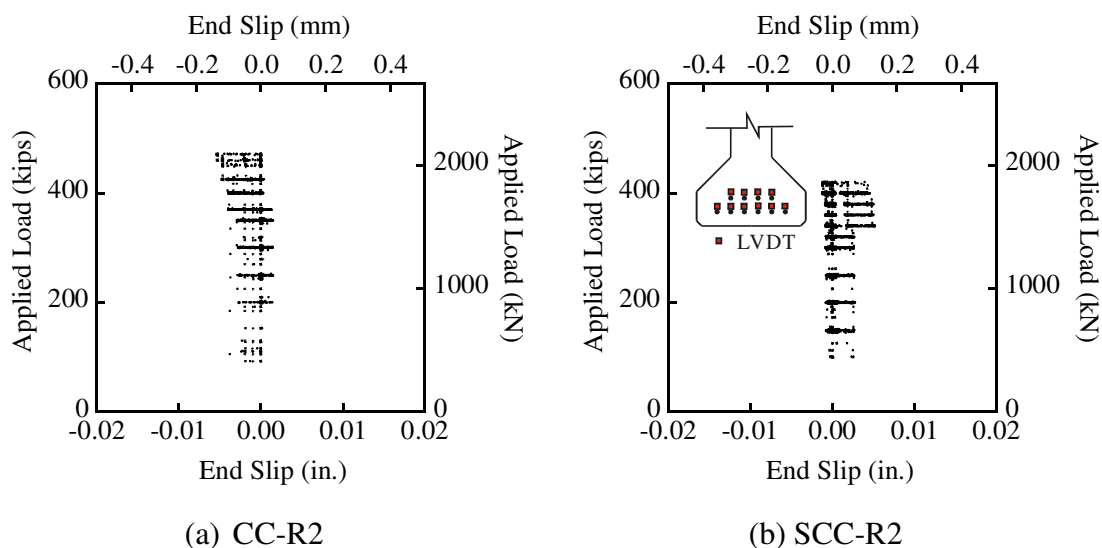 End Slip (mm)
-0.4 -0.2 0.0 0.2 0.4
600
400
200
0
Applied Load (kips)
2000
1000
0
Applied Load (kN)
-0.02 -0.01 0.00 0.01 0.02
End Slip (in.)
(a) CC-R2
End Slip (mm)
-0.4 -0.2 0.0 0.2 0.4
600
400
200
0
Applied Load (kips)
LVDT
2000
1000
0
Applied Load (kN)
-0.02 -0.01 0.00 0.01 0.02
End Slip (in.)
(b) SCC-R2